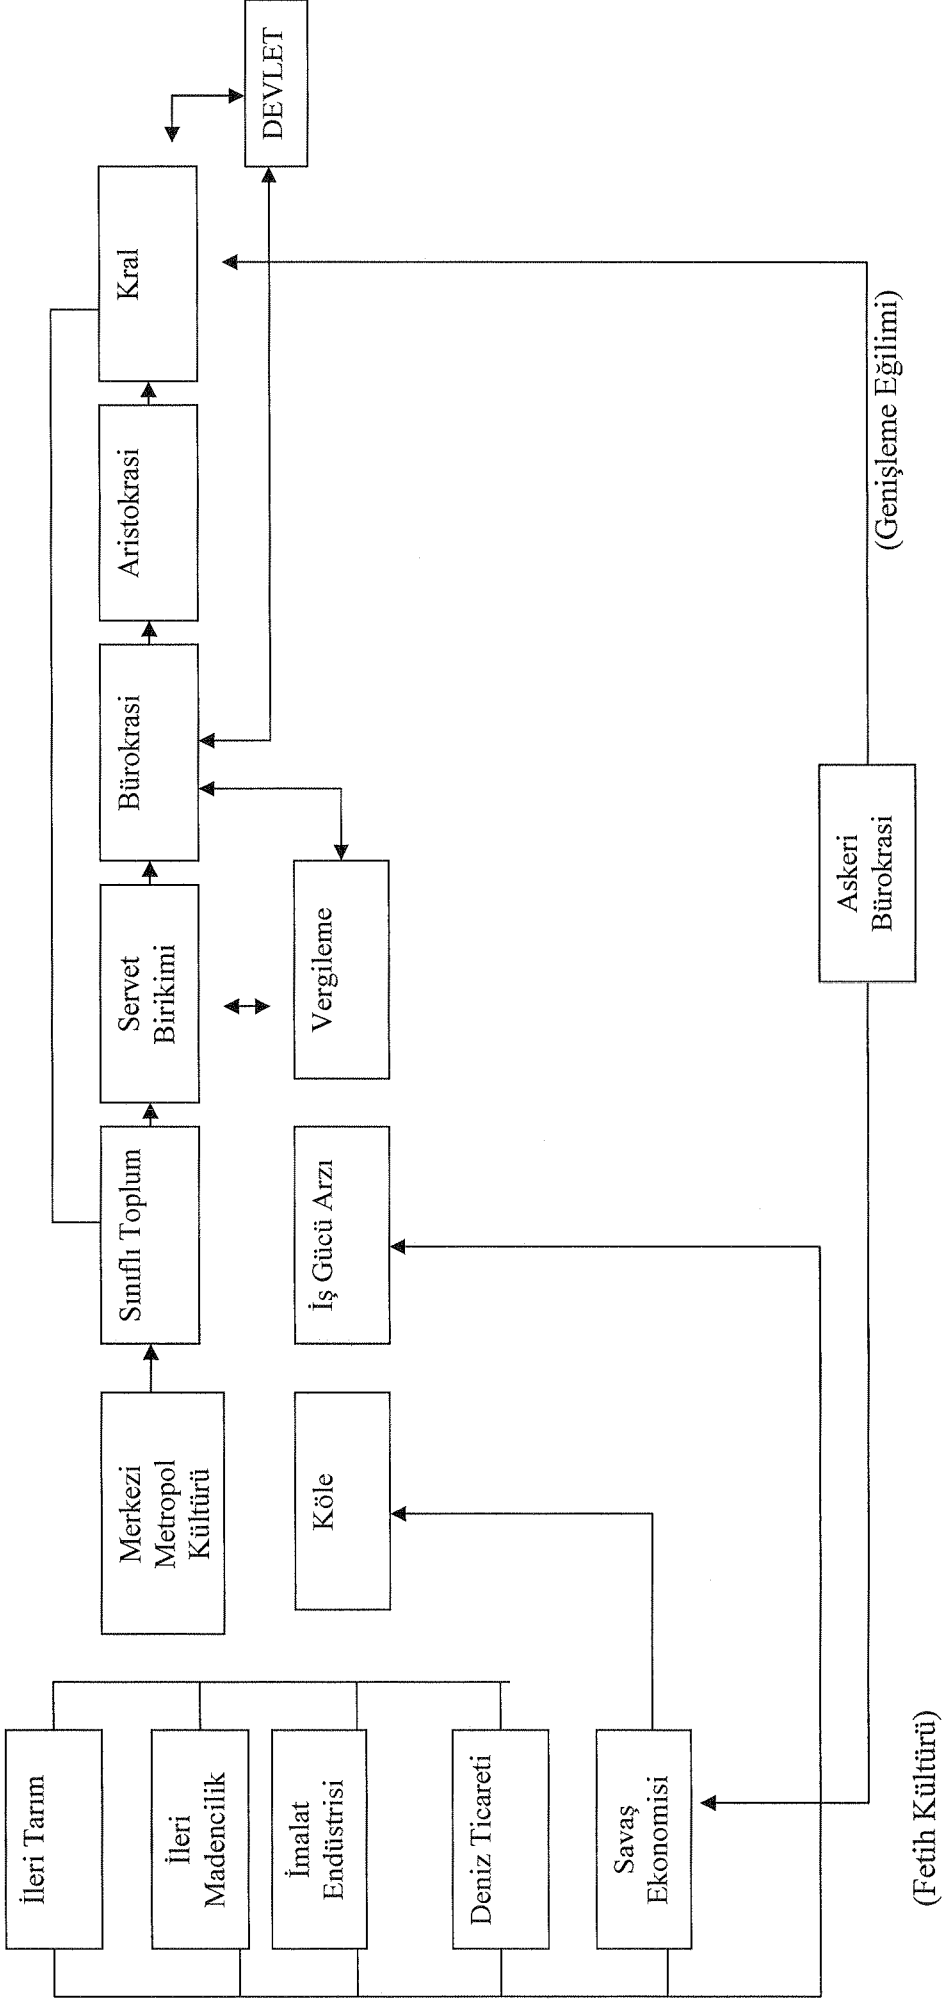 İleri Tarım
İleri
Madencilik
İmalat
Endüstrisi
Deniz Ticareti
Savaş
Ekonomisi
(Fetih Kültürü)
Merkezi
Metropol
Kültürü
Köle
Sınıflı Toplum
İş Gücü Arzı
Servet
Birikimi
Vergileme
Bürokrasi
Askeri
Bürokrasi
Aristokrasi
(Genişleme Eğilimi)
Kral
DEVLET